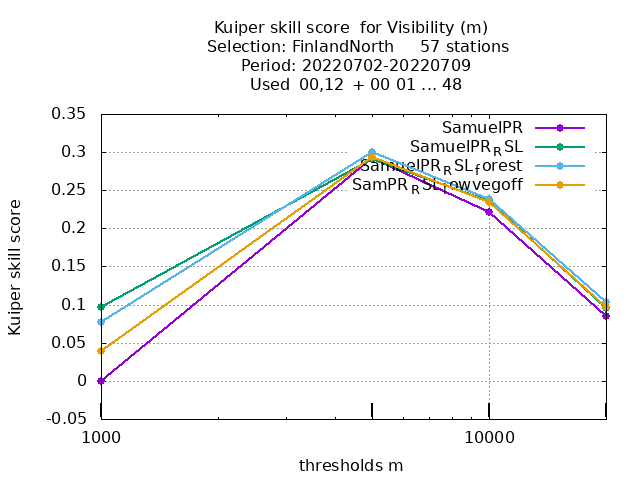 Kuiper skill score  for Visibility (m)
Selection: FinlandNorth     57 stations
Period: 20220702-20220709
Used  00,12  + 00 01 ... 48
0.35
0.3
0.25
0.2
0.15
0.1
0.05
0
-0.05
Kuiper skill score
SamuelPR
SamuelPR_RSL
SamuelPR_RSL_forest
SamPR_RSL_lowvegoff
1000
10000
thresholds m